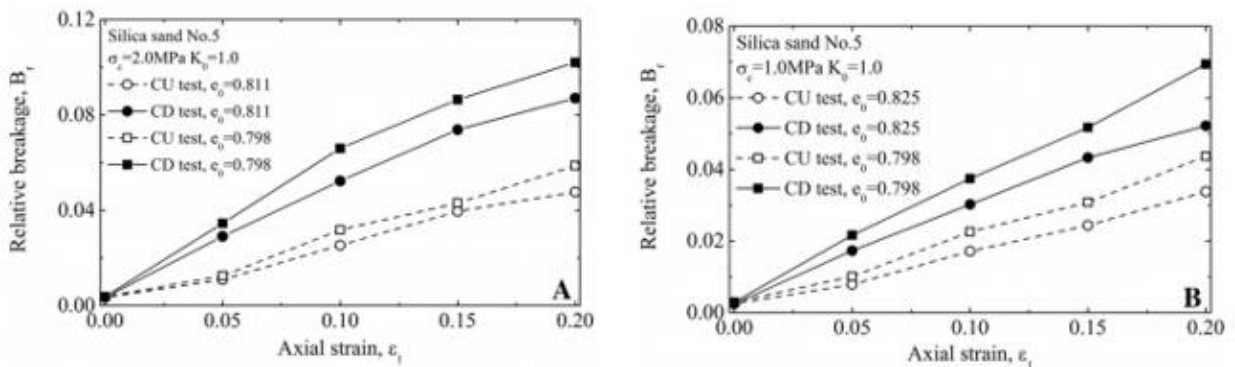 0.12
0.08
0.04
0.00
Relative breakage, Bᵣ
Silica sand No.5
σc=2.0MPa K0=1.0
CU test, e0=0.811
CD test, e0=0.811
CU test, e0=0.798
CD test, e0=0.798
A
0.00 0.05 0.10 0.15 0.20
Axial strain, ε1
0.08
0.06
0.04
0.02
0.00
Relative breakage, Bᵣ
Silica sand No.5
σc=1.0MPa K0=1.0
CU test, e0=0.825
CD test, e0=0.825
CU test, e0=0.798
CD test, e0=0.798
B
0.00 0.05 0.10 0.15 0.20
Axial strain, ε1